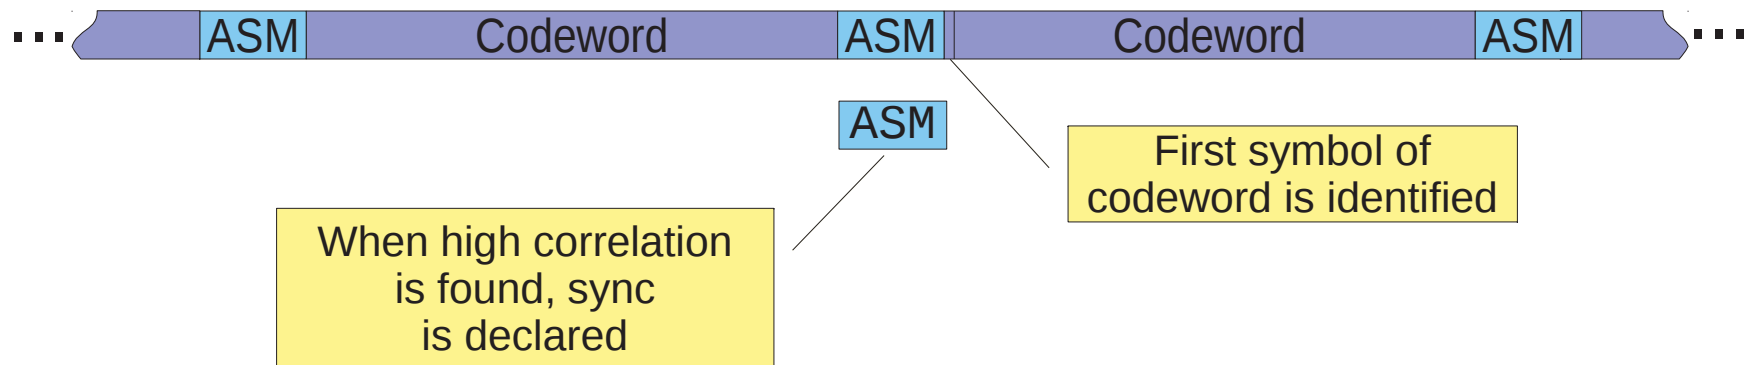 ASM Codeword ASM Codeword ASM
ASM
First symbol of
codeword is identified
When high correlation
is found, sync
is declared